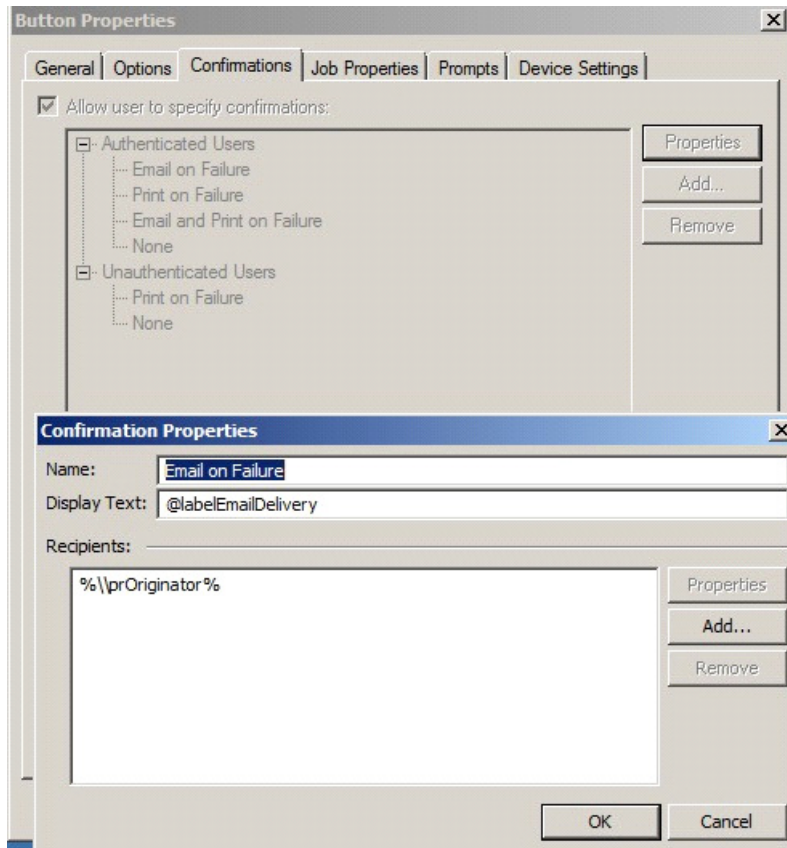 Button Properties
General Options Confirmations Job Properties Prompts Device Settings
Allow user to specify confirmations:
Authenticated Users
Email on Failure
Print on Failure
Email and Print on Failure
None
Unauthenticated Users
Print on Failure
None
Properties
Add...
Remove
Confirmation Properties
Name: Email on Failure
Display Text: @labelEmailDelivery
Recipients:
%\\prOriginator%
Properties
Add...
Remove
OK Cancel